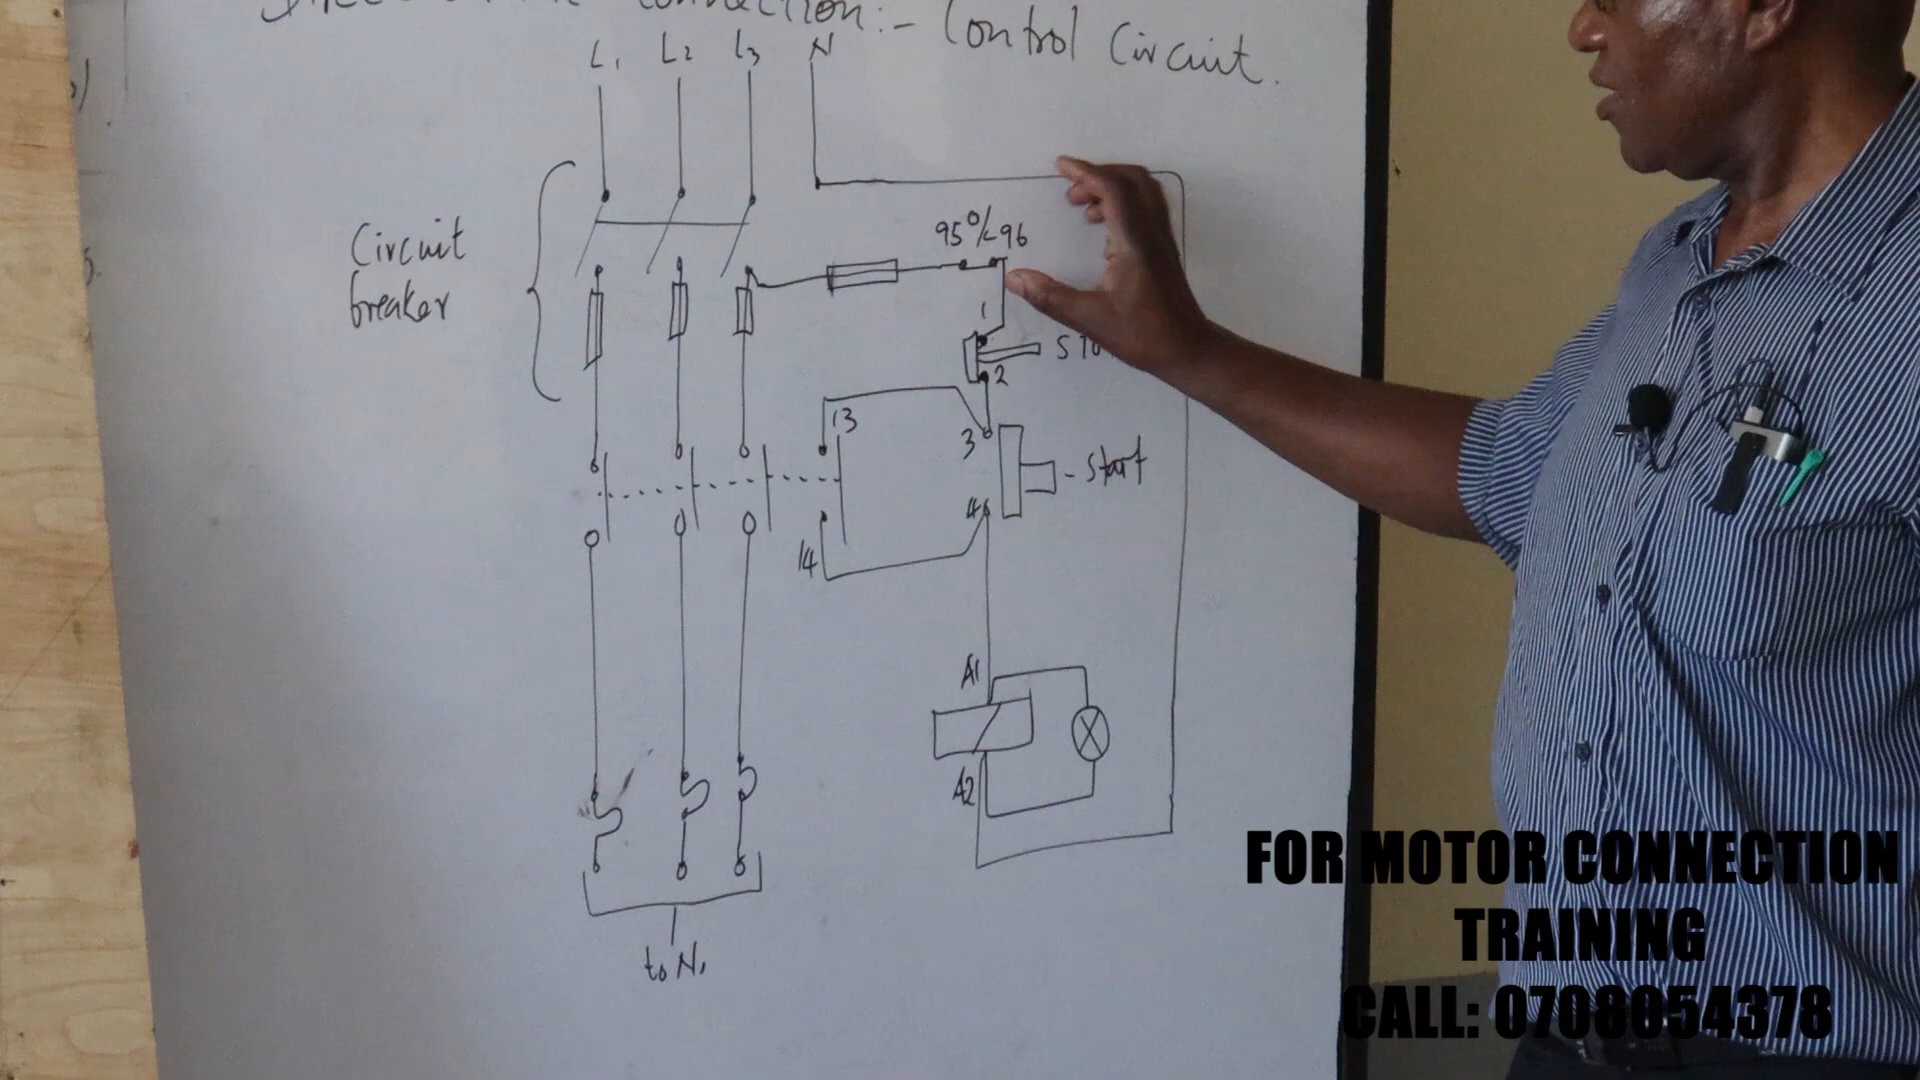 connection:- Control Circuit.
L1 L2 L3 N
95 o/L 96
Circuit
breaker
1
2
13
3
- Start
4
14
A1
A2
to N,
FOR MOTOR CONNECTION
TRAINING
CALL: 0708054378